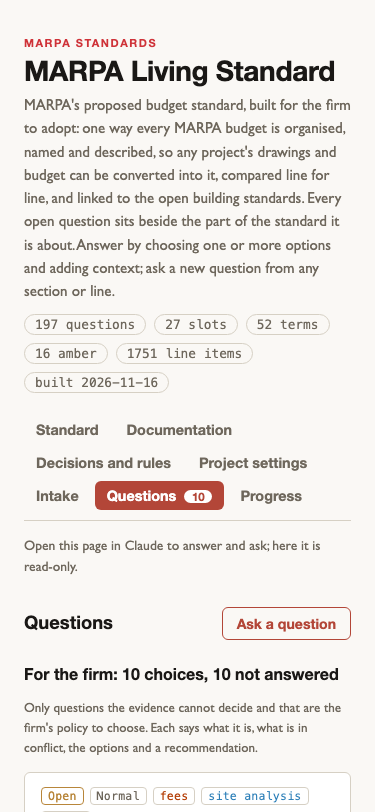 MARPA STANDARDS
MARPA Living Standard
MARPA's proposed budget standard, built for the firm
to adopt: one way every MARPA budget is organised,
named and described, so any project's drawings and
budget can be converted into it, compared line for
line, and linked to the open building standards. Every
open question sits beside the part of the standard it
is about. Answer by choosing one or more options
and adding context; ask a new question from any
section or line.
197 questions 27 slots 52 terms
16 amber 1751 line items
built 2026-11-16
Standard Documentation
Decisions and rules Project settings
Intake Questions 10 Progress
Open this page in Claude to answer and ask; here it is
read-only.
Questions Ask a question
For the firm: 10 choices, 10 not answered
Only questions the evidence cannot decide and that are the
firm's policy to choose. Each says what it is, what is in
conflict, the options and a recommendation.
Open Normal fees site analysis